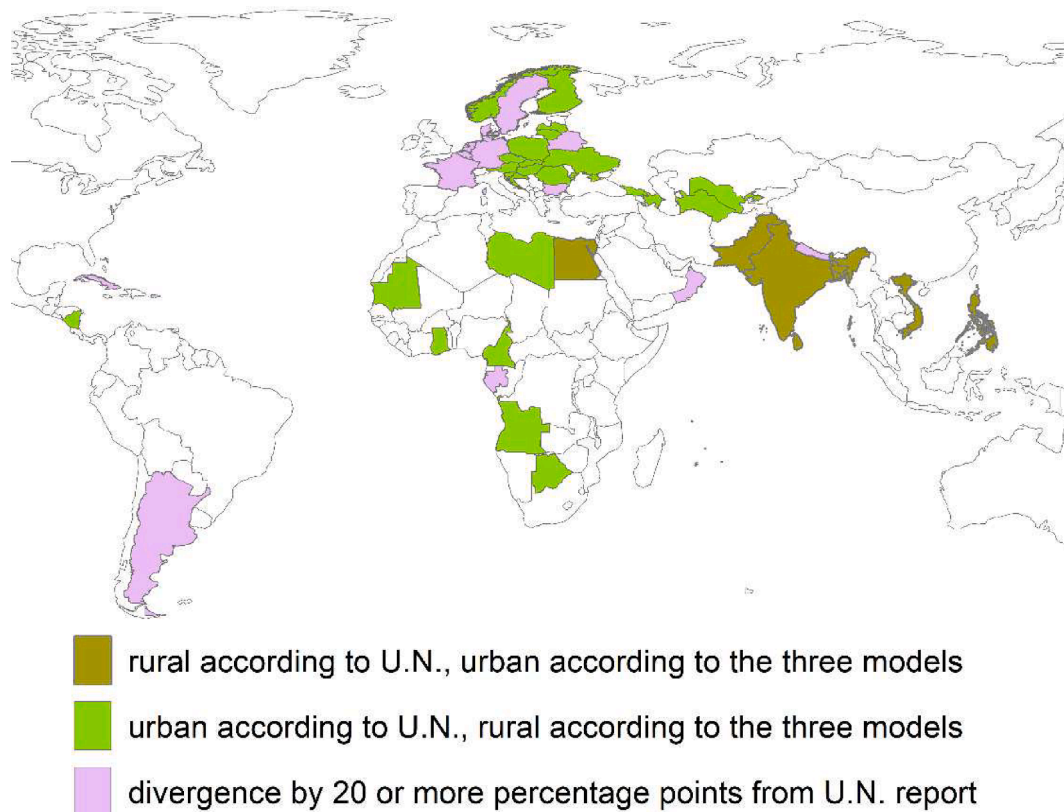 rural according to U.N., urban according to the three models
urban according to U.N., rural according to the three models
divergence by 20 or more percentage points from U.N. report